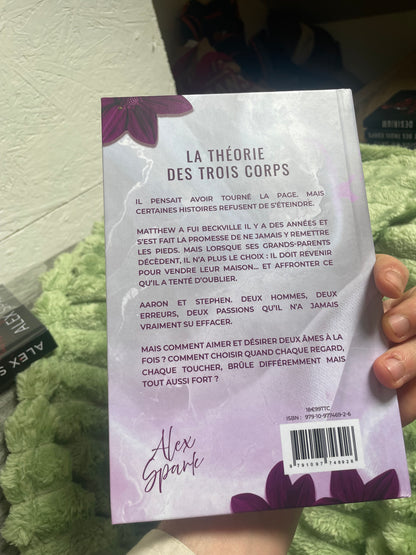 LA THÉORIE
DES TROIS CORPS
IL PENSAIT AVOIR TOURNÉ LA PAGE, MAIS
CERTAINES HISTOIRES REFUSENT DE S'ÉTEINDRE.
MATTHEW A FUI BECKVILLE IL Y A DES ANNÉES ET
S'EST FAIT LA PROMESSE DE NE JAMAIS Y REMETTRE
LES PIEDS. MAIS LORSQUE SES GRANDS-PARENTS
DÉCÈDENT, IL N'A PLUS LE CHOIX : IL DOIT REVENIR
POUR VENDRE LEUR MAISON... ET AFFRONTER CE
QU'IL A TENTÉ D'OUBLIER.
AARON ET STEPHEN. DEUX HOMMES, DEUX
ERREURS, DEUX PASSIONS QU'IL N'A JAMAIS
VRAIMENT SU EFFACER.
MAIS COMMENT AIMER ET DÉSIRER DEUX ÂMES À LA
FOIS ? COMMENT CHOISIR QUAND CHAQUE REGARD,
CHAQUE TOUCHER, BRÛLE DIFFÉREMMENT MAIS
TOUT AUSSI FORT ?
Alex
Spark
18€99TTC
ISBN : 979-10-977469-2-6
9 791097 746926
ALEX S